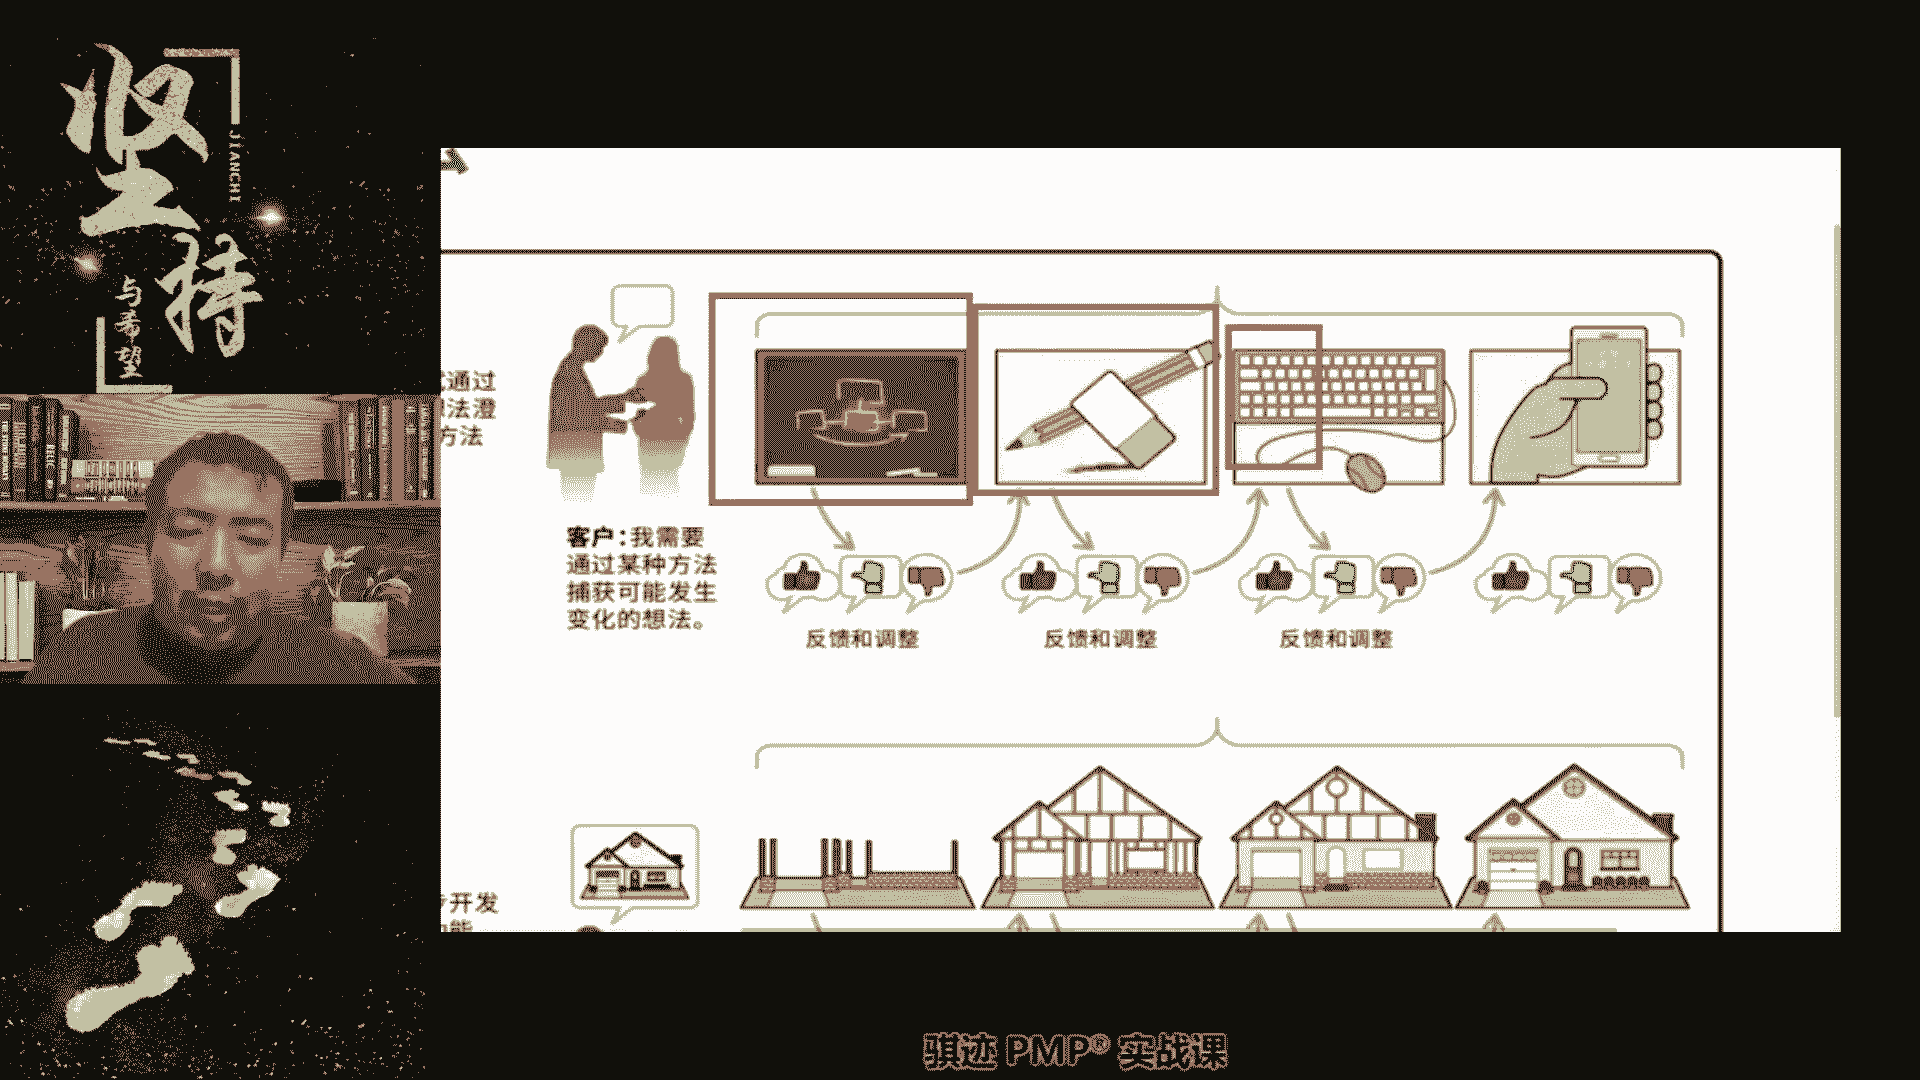 坚持
JIANCHI
与希望
通过
法澄
方法
客户：我需要
通过某种方法
捕获可能发生
变化的想法。
反馈和调整
反馈和调整
反馈和调整
开发
骐迹 PMP® 实战课